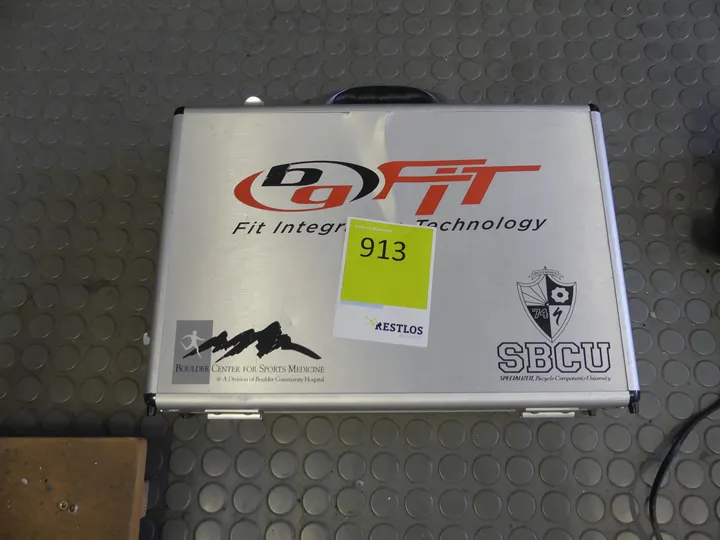 bg FIT
Fit Integr Technology
913
RESTLOS
74
SBCU
SPECIALIZED Bicycle Components University
BOULDER CENTER FOR SPORTS MEDICINE
A Division of Boulder Community Hospital